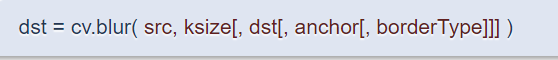 dst = cv.blur( src, ksize[, dst[, anchor[, borderType]]] )